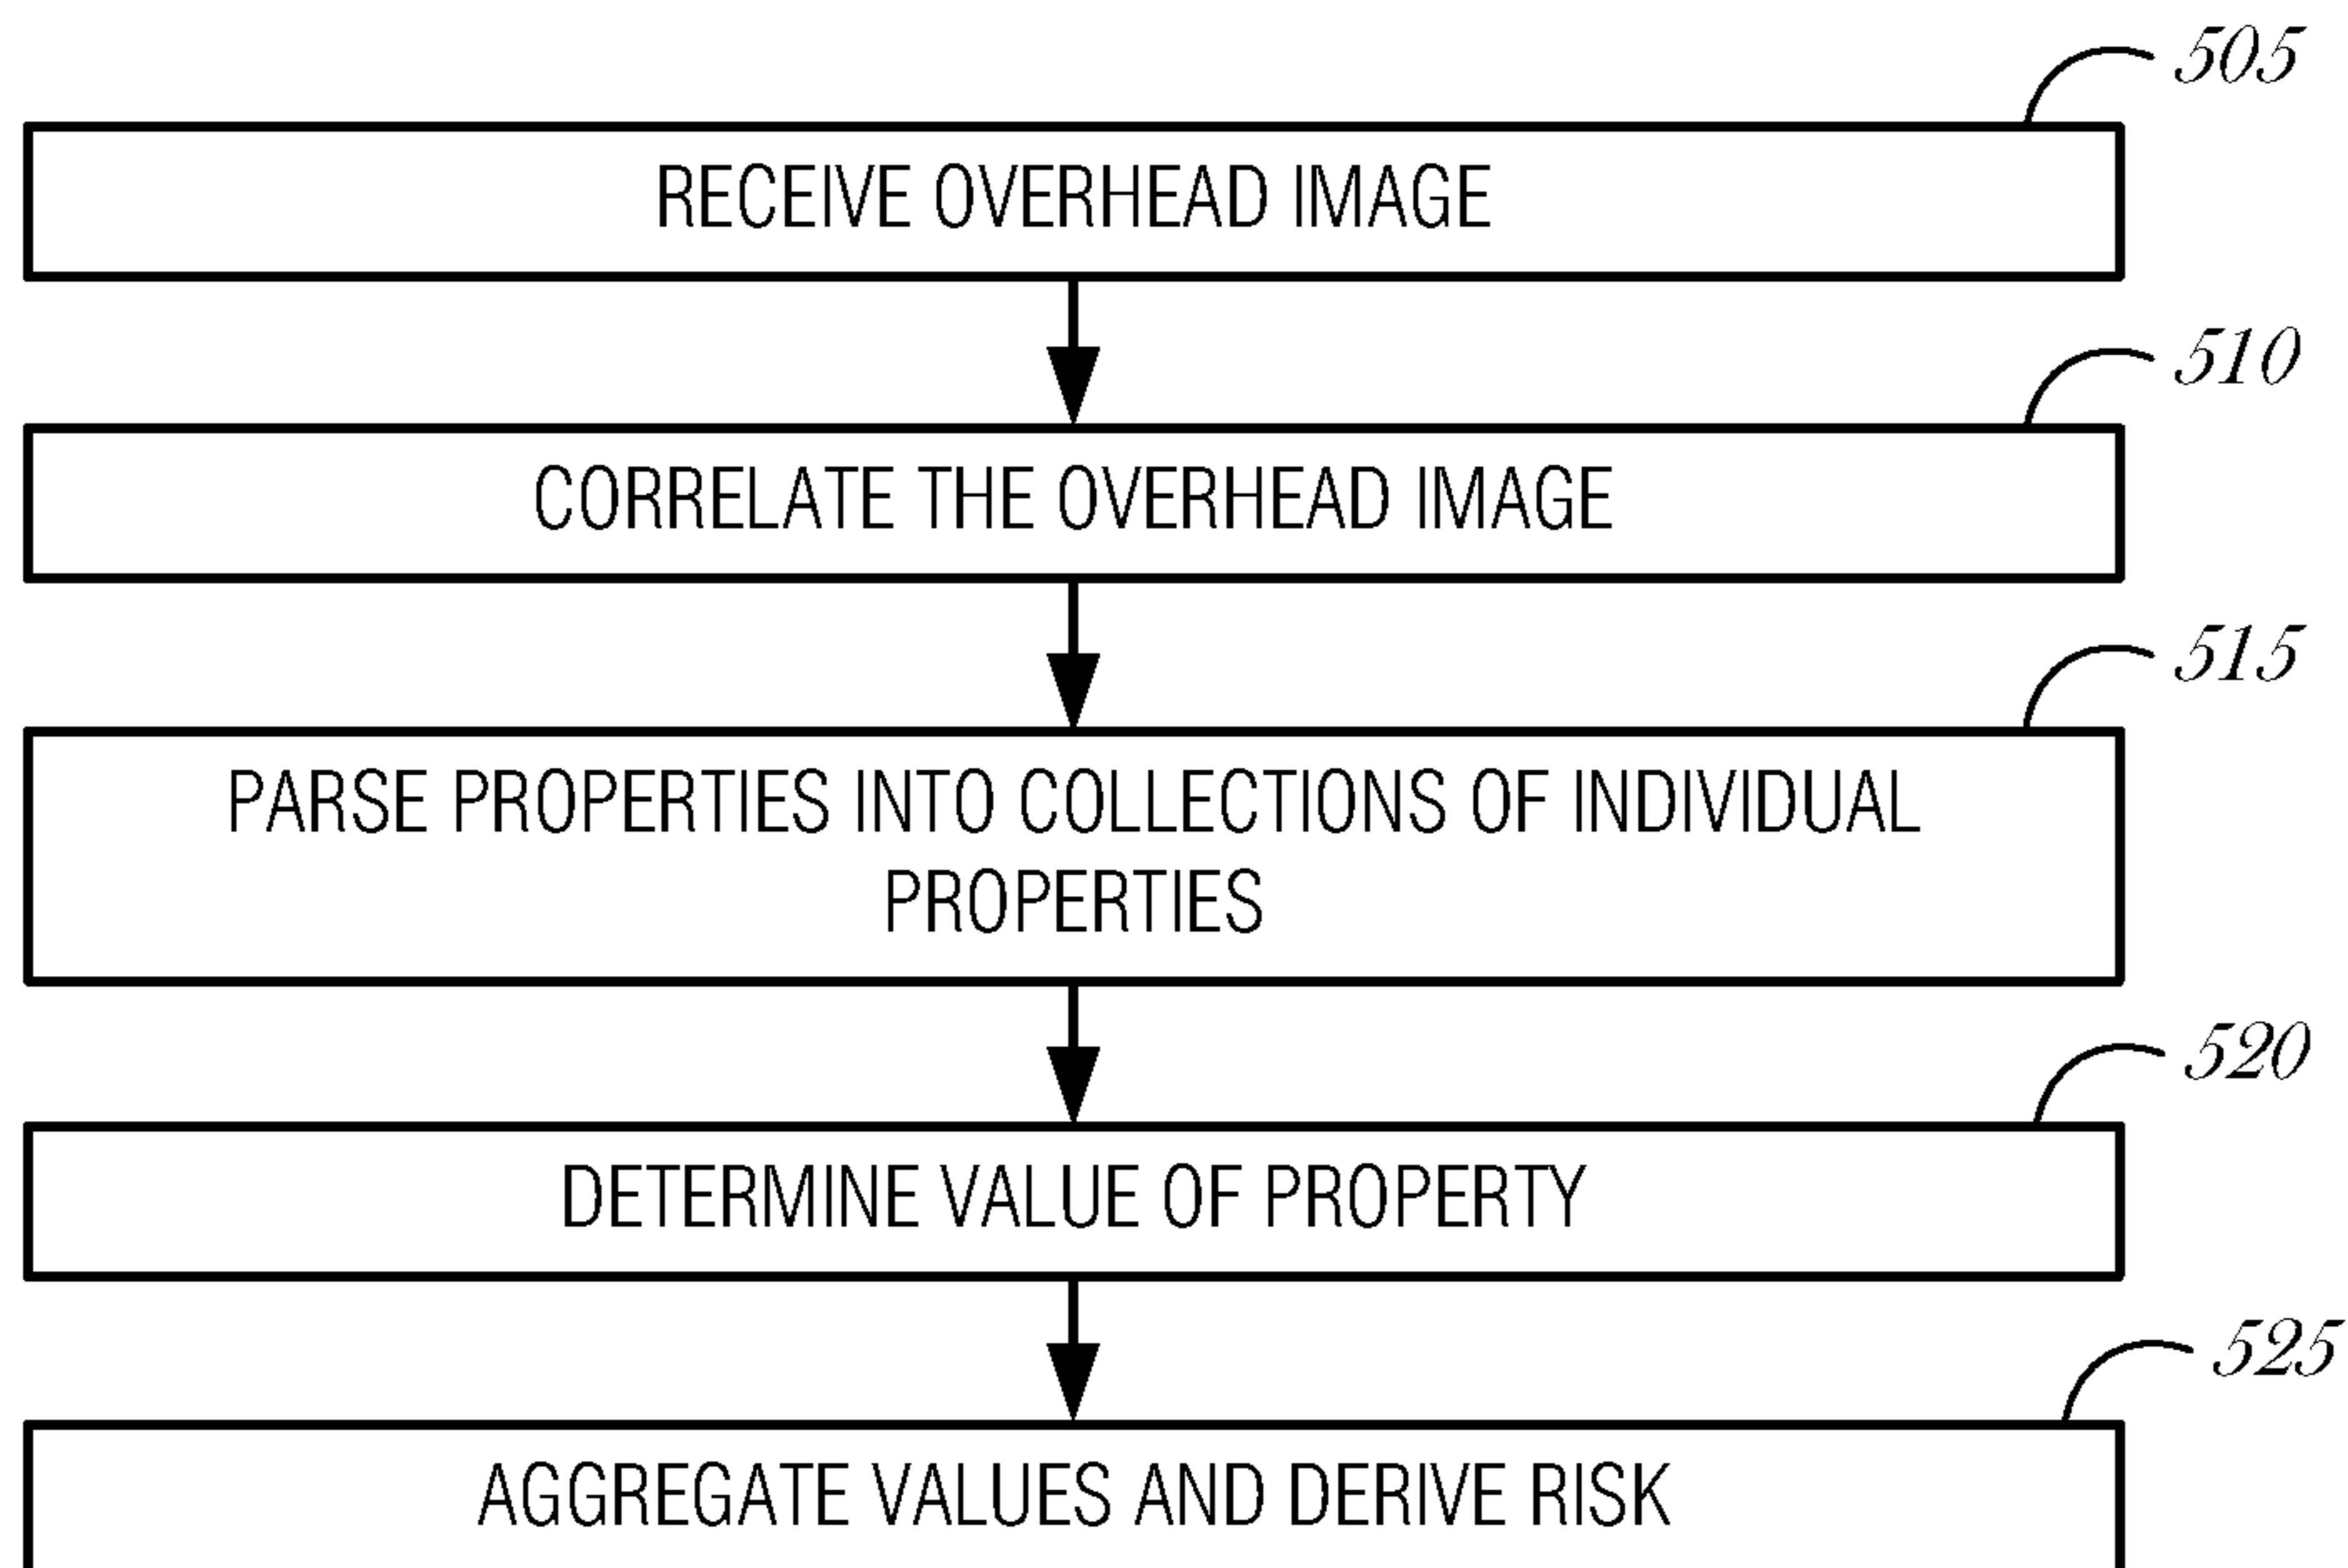 505
RECEIVE OVERHEAD IMAGE
510
CORRELATE THE OVERHEAD IMAGE
515
PARSE PROPERTIES INTO COLLECTIONS OF INDIVIDUAL
PROPERTIES
520
DETERMINE VALUE OF PROPERTY
525
AGGREGATE VALUES AND DERIVE RISK